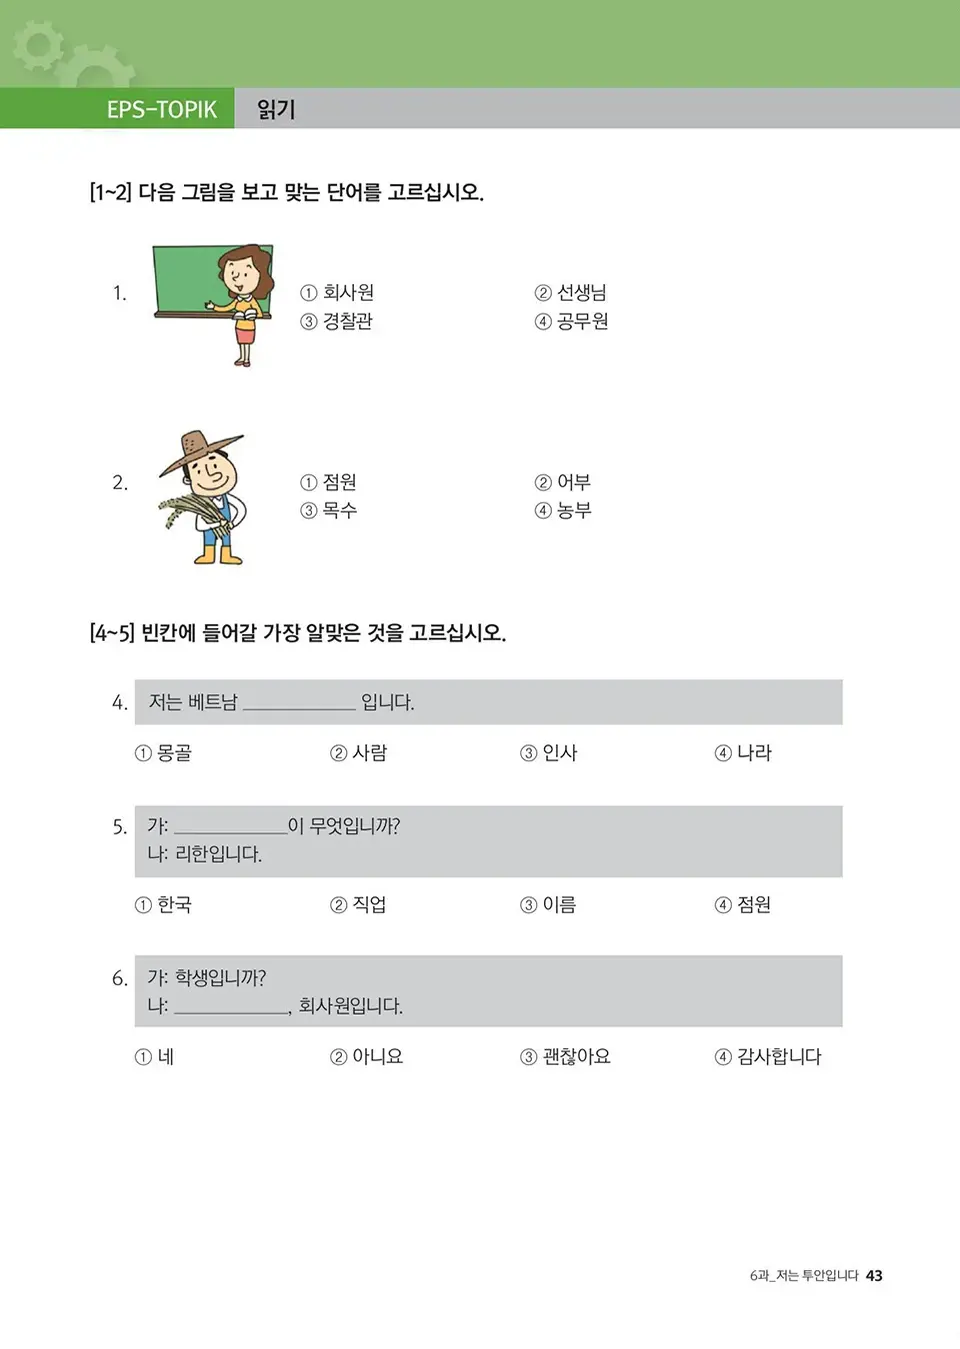 EPS-TOPIK 읽기
[1~2] 다음 그림을 보고 맞는 단어를 고르십시오.
1. ① 회사원 ② 선생님
③ 경찰관 ④ 공무원
2. ① 점원 ② 어부
③ 목수 ④ 농부
[4~5] 빈칸에 들어갈 가장 알맞은 것을 고르십시오.
4. 저는 베트남 ____________ 입니다.
① 몽골 ② 사람 ③ 인사 ④ 나라
5. 가: ____________이 무엇입니까?
나: 리한입니다.
① 한국 ② 직업 ③ 이름 ④ 점원
6. 가: 학생입니까?
나: ____________, 회사원입니다.
① 네 ② 아니요 ③ 괜찮아요 ④ 감사합니다
6과_저는 투안입니다 43